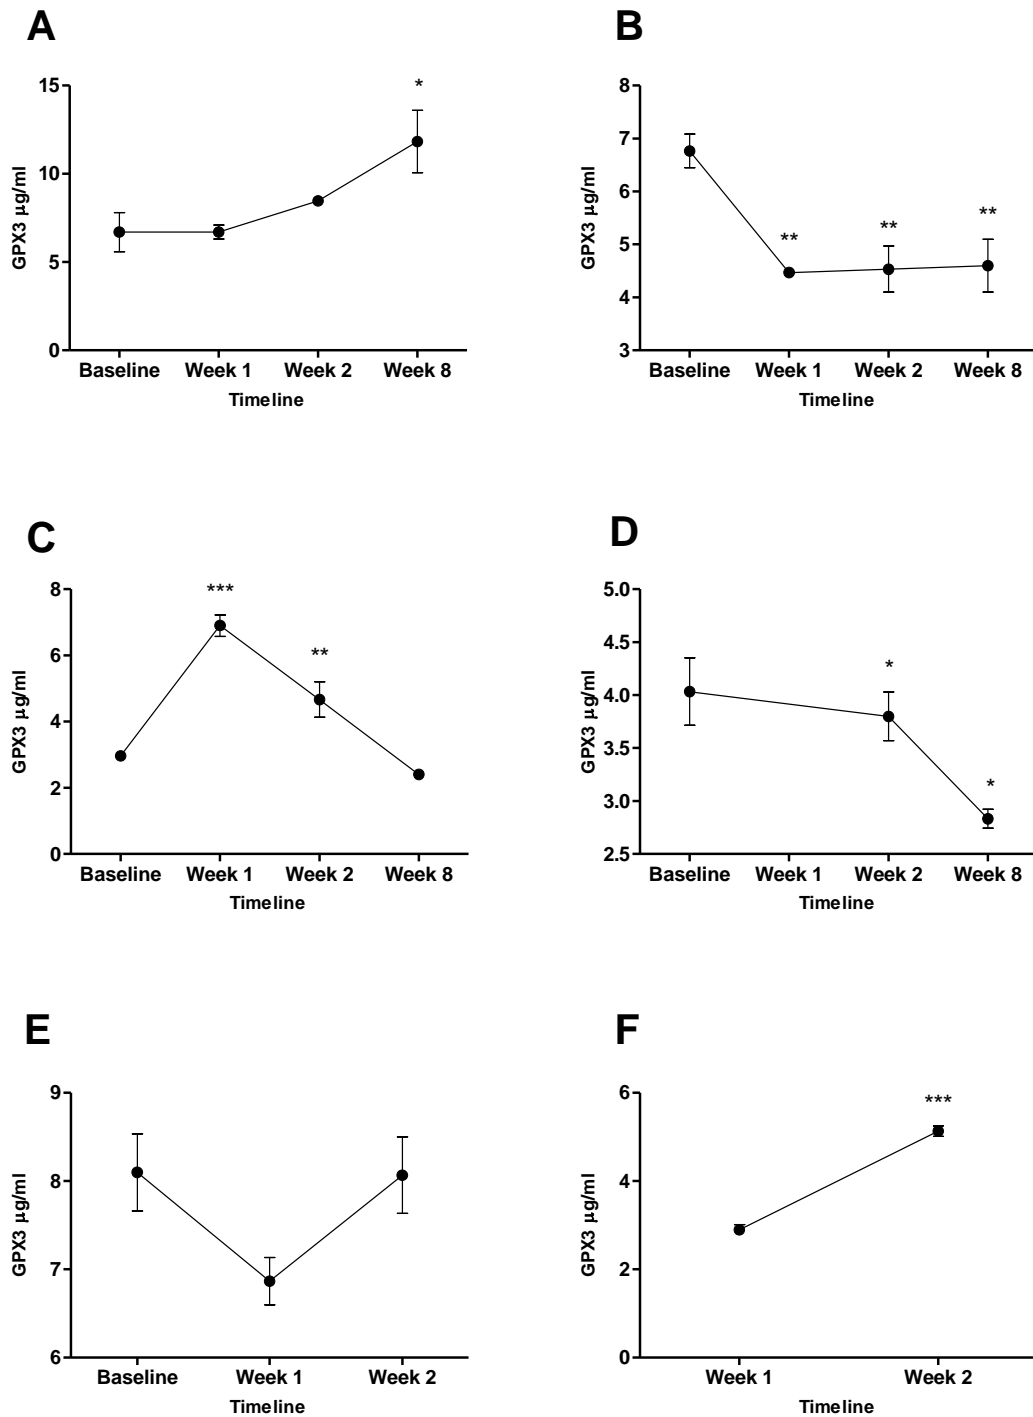 A
*
15
10
5
0
GPX3 µg/ml
Baseline Week 1 Week 2 Week 8
Timeline
B
**
**
**
8
7
6
5
4
3
GPX3 µg/ml
Baseline Week 1 Week 2 Week 8
Timeline
C
***
**
8
6
4
2
0
GPX3 µg/ml
Baseline Week 1 Week 2 Week 8
Timeline
D
*
*
5.0
4.5
4.0
3.5
3.0
2.5
GPX3 µg/ml
Baseline Week 1 Week 2 Week 8
Timeline
E
9
8
7
6
GPX3 µg/ml
Baseline Week 1 Week 2
Timeline
F
***
6
4
2
0
GPX3 µg/ml
Week 1 Week 2
Timeline